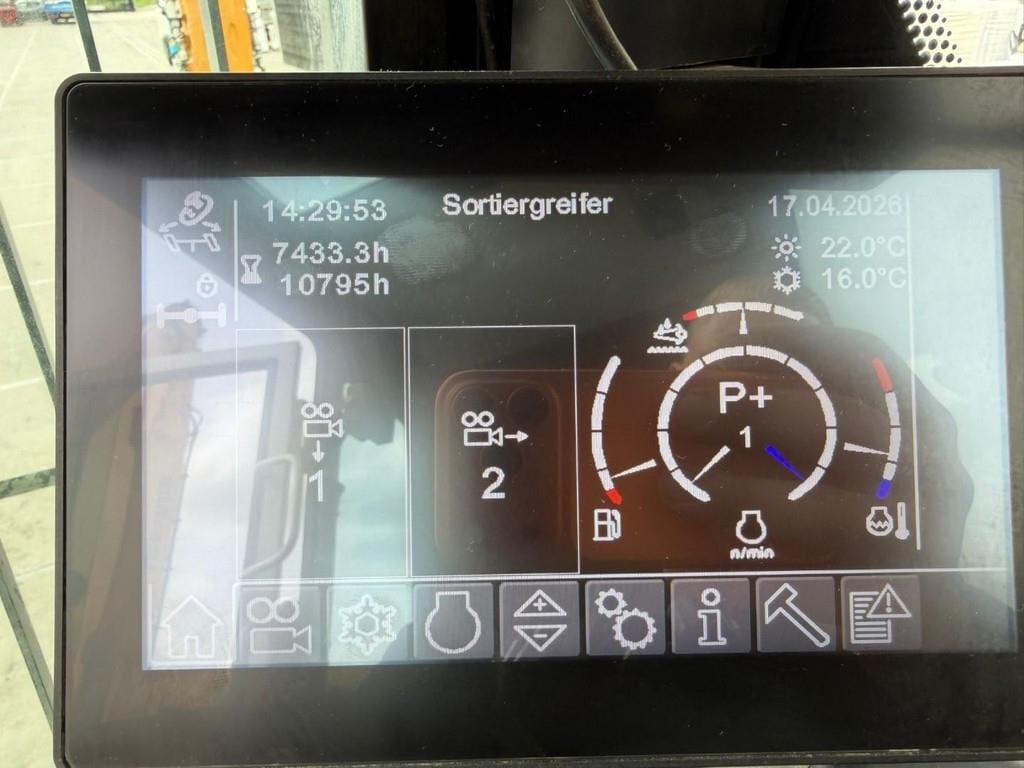 14:29:53
Sortiergreifer
17.04.2026
7433.3h
22.0°C
10795h
16.0°C
P+
1
1
2
n/min